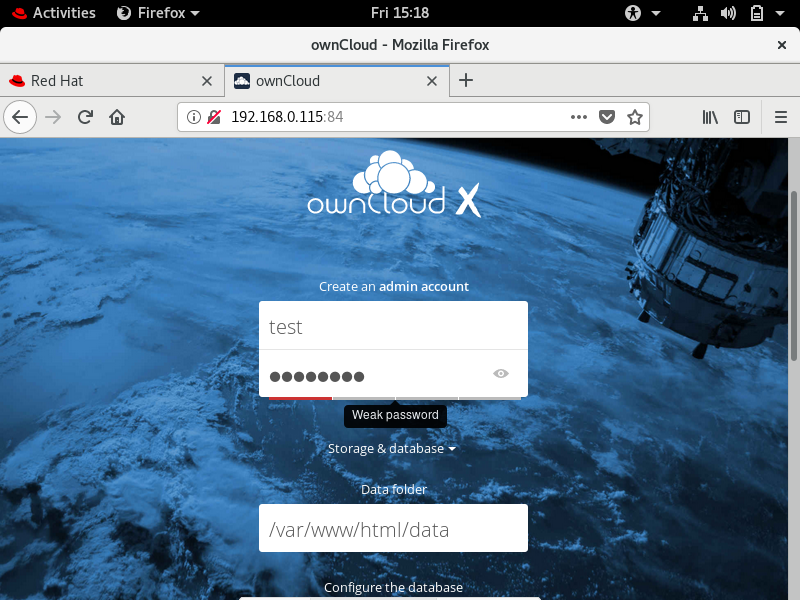 Activities Firefox Fri 15:18
ownCloud - Mozilla Firefox
Red Hat ownCloud
192.168.0.115:84
ownCloud X
Create an admin account
test
Weak password
Storage & database
Data folder
/var/www/html/data
Configure the database